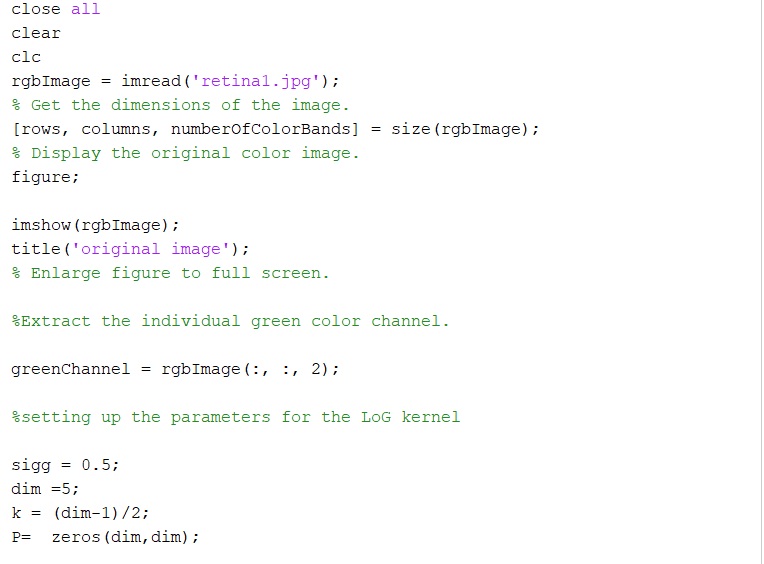 close all
clear
clc
rgbImage = imread('retina1.jpg');
% Get the dimensions of the image.
[rows, columns, numberOfColorBands] = size(rgbImage);
% Display the original color image.
figure;
imshow(rgbImage);
title('original image');
% Enlarge figure to full screen.
%Extract the individual green color channel.
greenChannel = rgbImage(:, :, 2);
%setting up the parameters for the LoG kernel
sigg = 0.5;
dim =5;
k = (dim-1)/2;
P=  zeros(dim,dim);